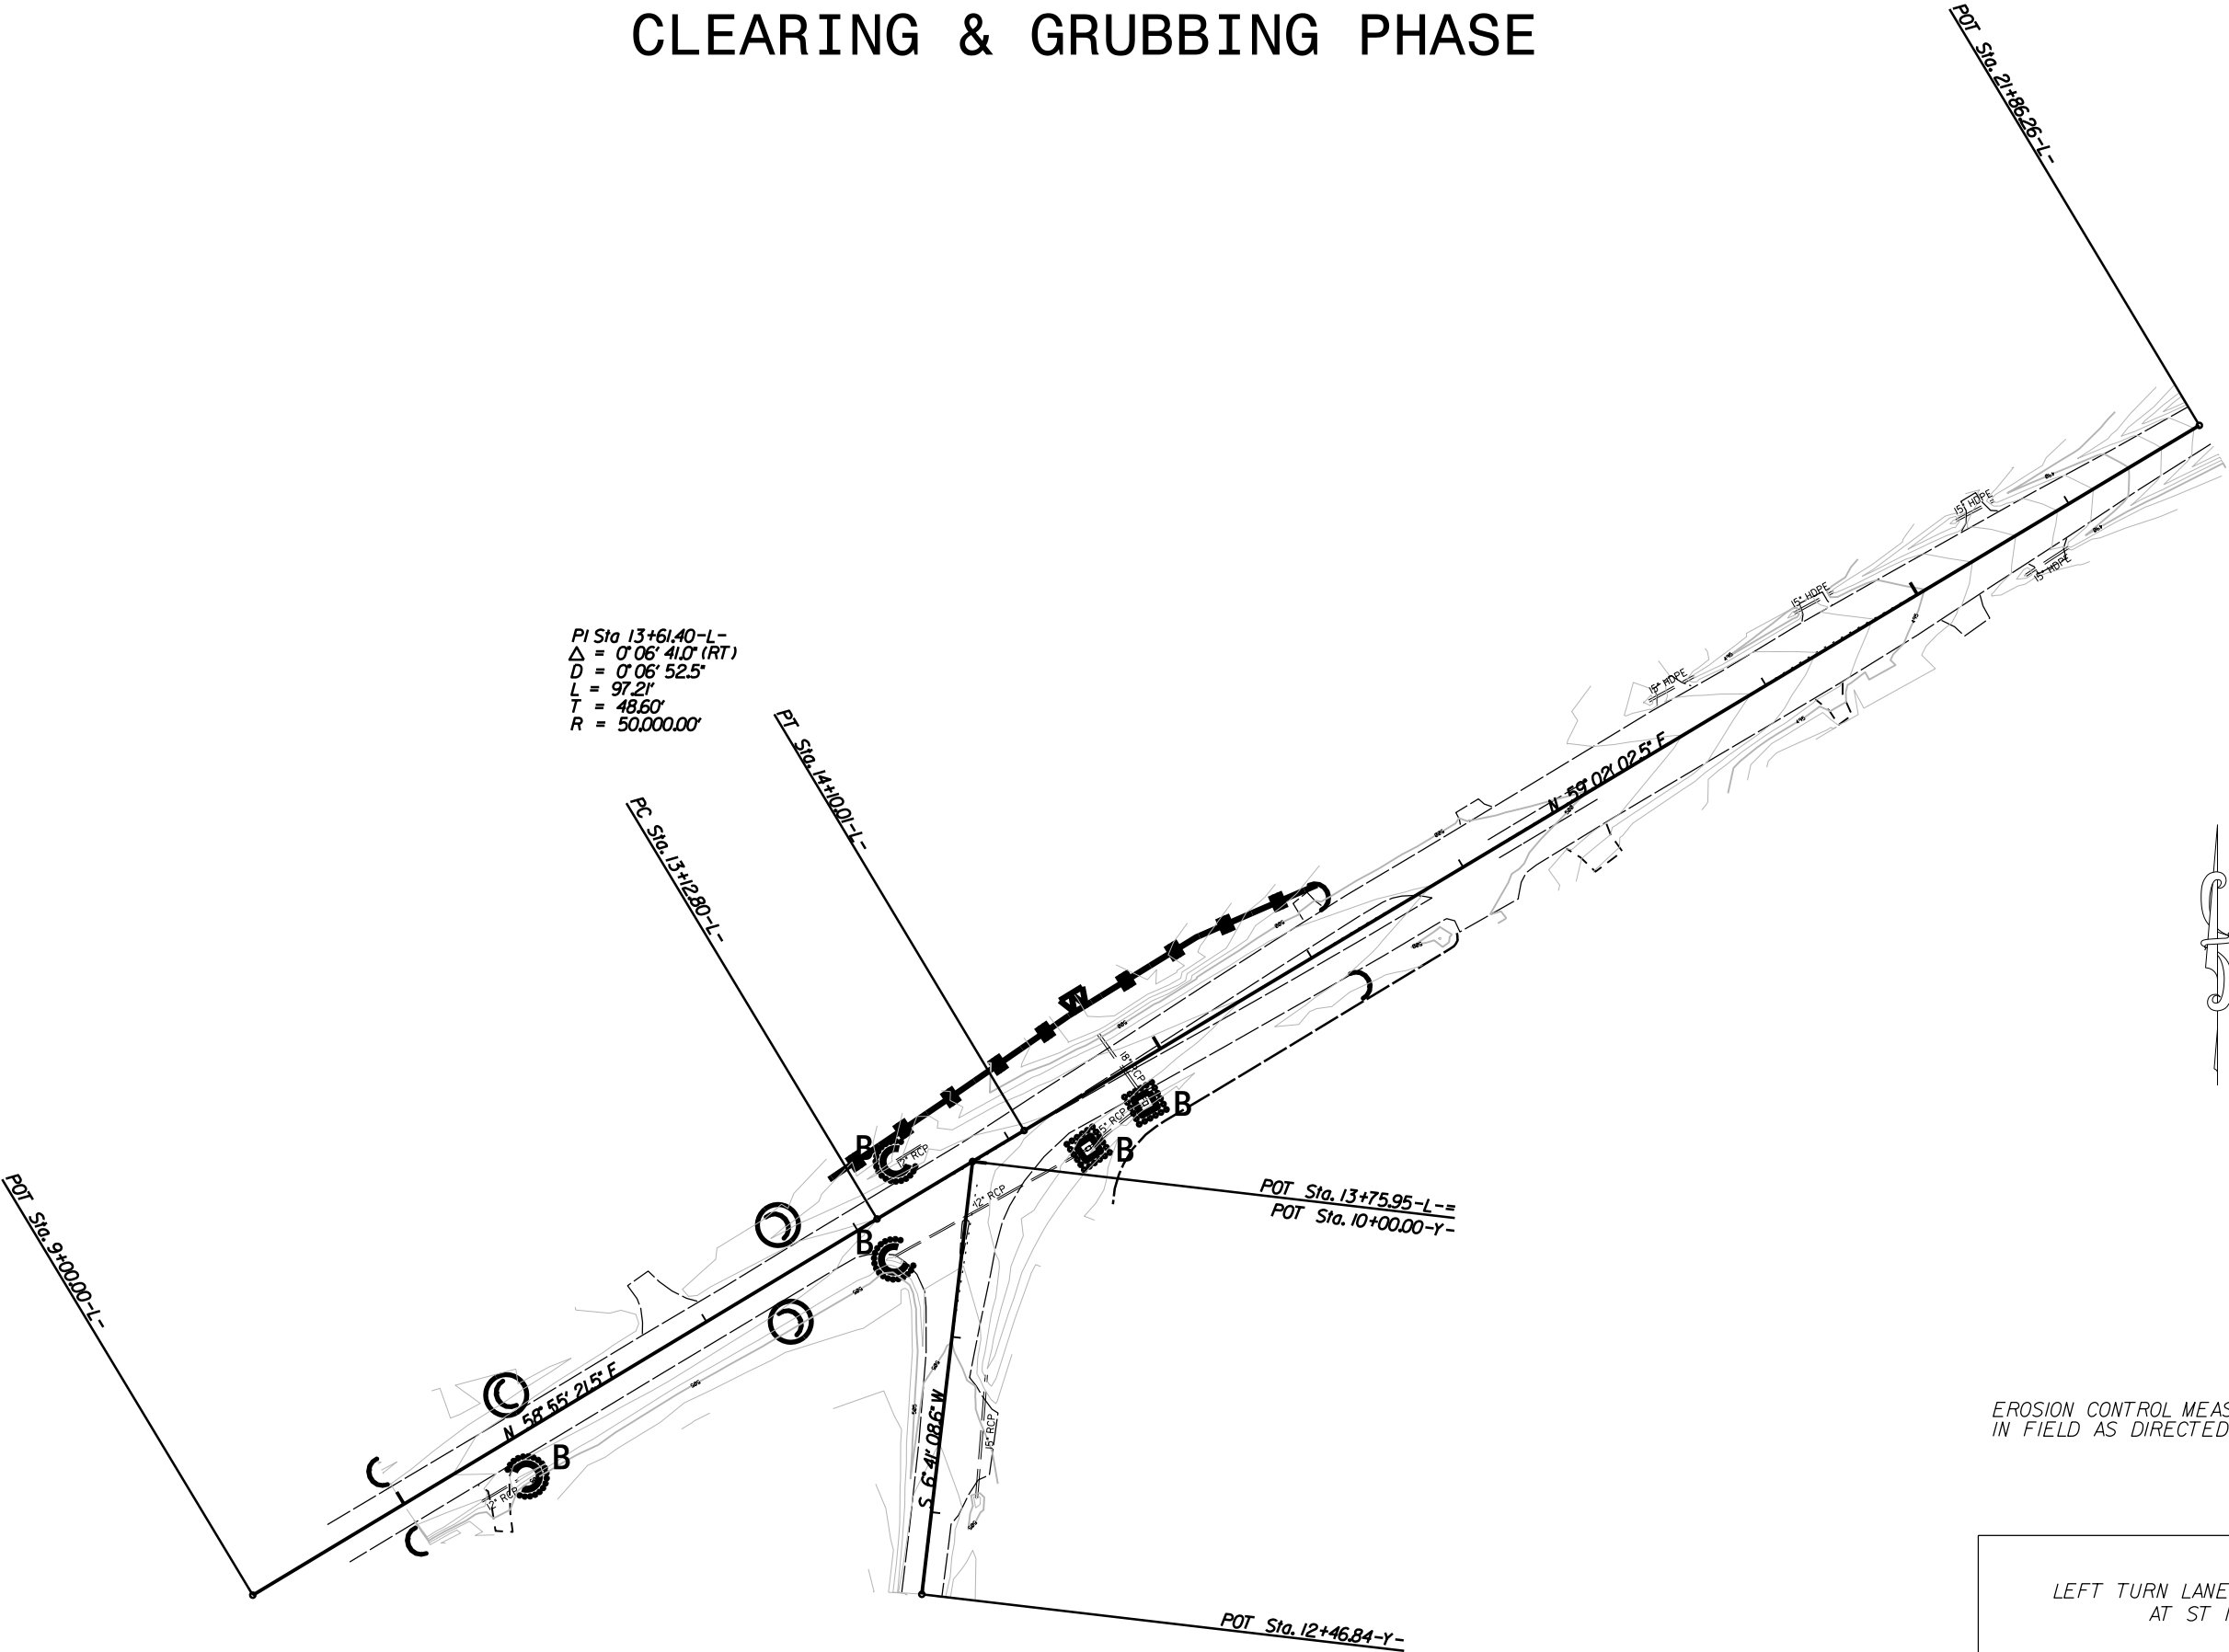 CLEARING & GRUBBING PHASE
POT Sta. 21+86.26-L-
15" HDPE
15" HDPE
15" HDPE
15" HDPE
PI Sta 13+61.40-L-
Δ = 0° 06' 41.0" (RT)
D = 0° 06' 52.5"
L = 97.21'
T = 48.60'
R = 50,000.00'
PT Sta. 14+10.01-L-
N 59° 02' 02.5" E
PC Sta. 13+12.80-L-
18" RCP
B
15" RCP
B
B
12" RCP
POT Sta. 9+00.00-L-
12" RCP
POT Sta. 13+75.95-L-=
POT Sta. 10+00.00-Y-
B
N 58° 55' 21.5" E
S 6° 41' 08.6" W
15" RCP
B
12" RCP
EROSION CONTROL MEAS
IN FIELD AS DIRECTED
LEFT TURN LANE
AT ST
POT Sta. 12+46.84-Y-